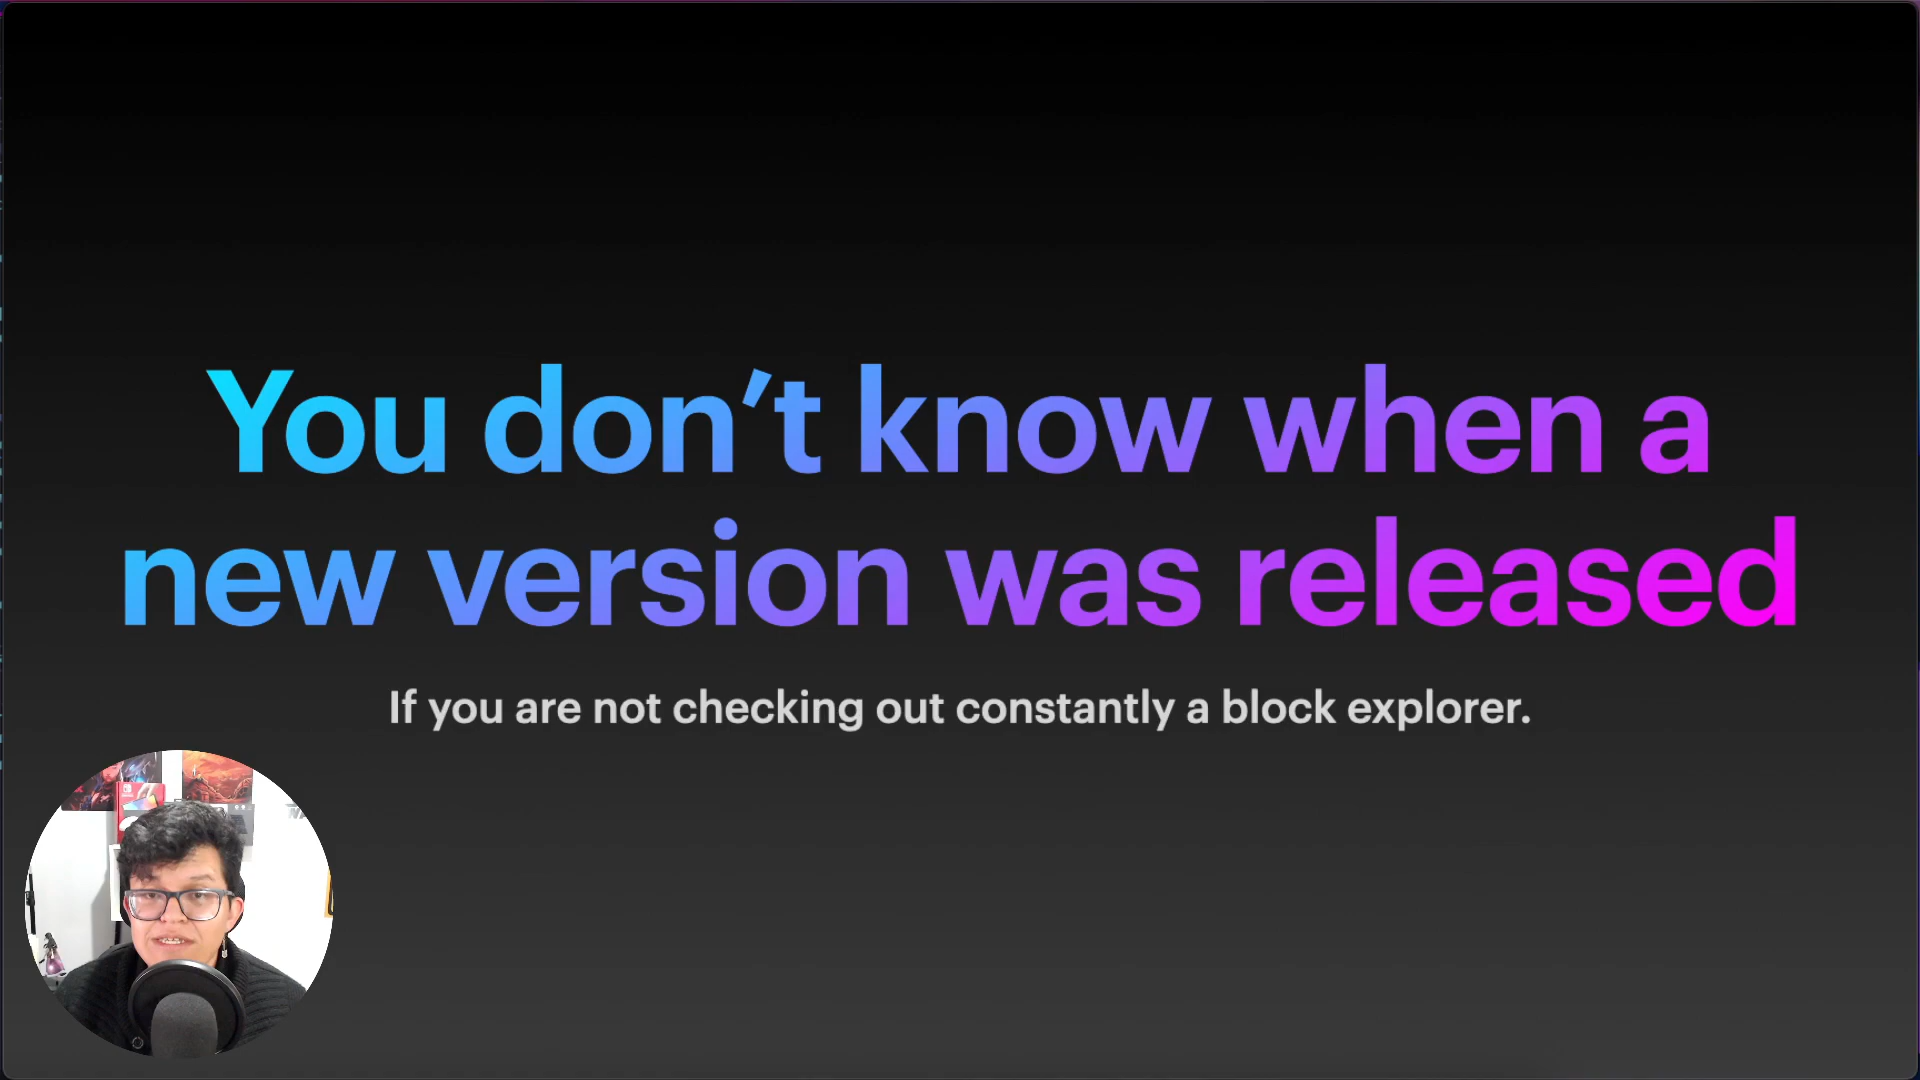 You don’t know when a
new version was released
If you are not checking out constantly a block explorer.